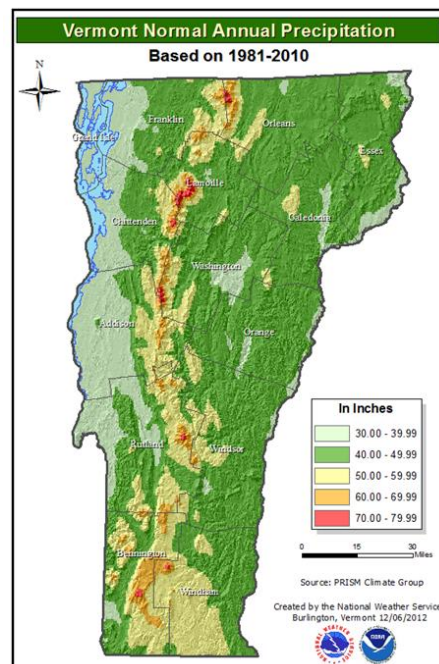 Vermont Normal Annual Precipitation
Based on 1981-2010
N
Franklin
Orleans
Grand Isle
Essex
Lamoille
Chittenden
Caledonia
Washington
Addison
Orange
Rutland
Windsor
Bennington
Windham
In Inches
30.00 - 39.99
40.00 - 49.99
50.00 - 59.99
60.00 - 69.99
70.00 - 79.99
0 15 30
Miles
Source: PRISM Climate Group
Created by the National Weather Service
Burlington, Vermont 12/06/2012
NOAA